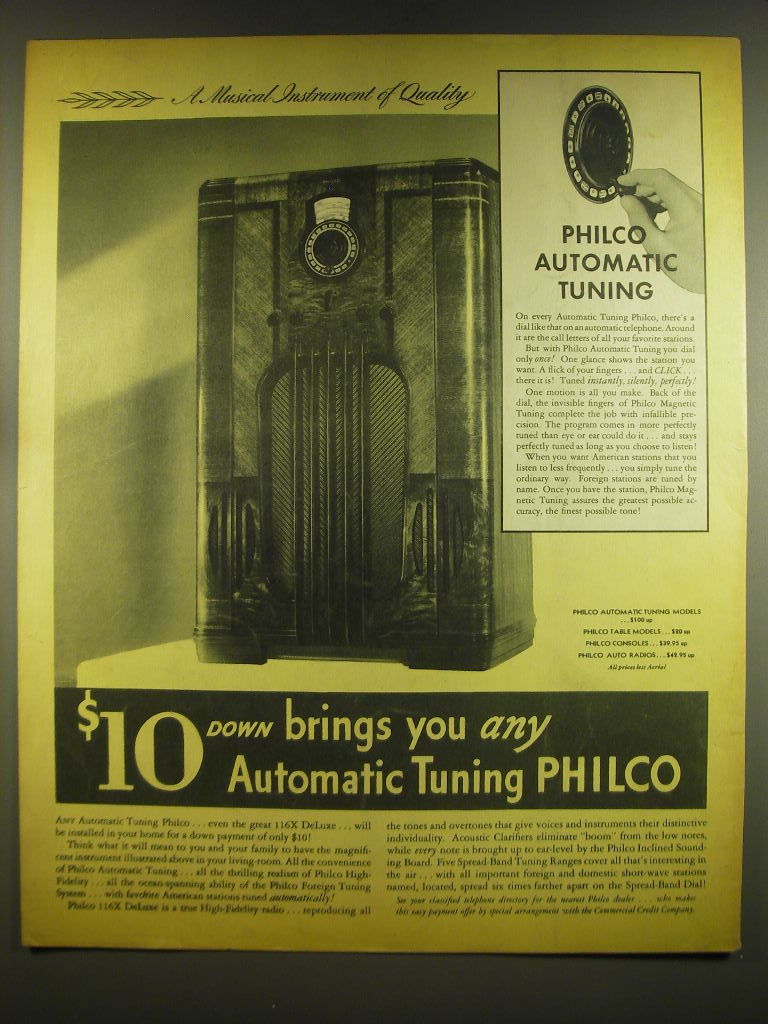 A Musical Instrument of Quality
PHILCO
AUTOMATIC
TUNING
On every Automatic Tuning Philco, there's a
dial like that on an automatic telephone. Around
it are the call letters of all your favorite stations.
But with Philco Automatic Tuning you dial
only once! One glance shows the station you
want. A flick of your fingers . . . and CLICK . . .
there it is! Tuned instantly, silently, perfectly!
One motion is all you make. Back of the
dial, the invisible fingers of Philco Magnetic
Tuning complete the job with infallible pre-
cision. The program comes in more perfectly
tuned than eye or ear could do it . . . and stays
perfectly tuned as long as you choose to listen!
When you want American stations that you
listen to less frequently . . . you simply tune the
ordinary way. Foreign stations are tuned by
name. Once you have the station, Philco Mag-
netic Tuning assures the greatest possible ac-
curacy, the finest possible tone!
PHILCO AUTOMATIC TUNING MODELS
. . . $100 up
PHILCO TABLE MODELS . . . $20 up
PHILCO CONSOLES . . . $39.95 up
PHILCO AUTO RADIOS . . . $42.95 up
All prices less Aerial
$10 DOWN brings you any
Automatic Tuning PHILCO
ANY Automatic Tuning Philco . . . even the great 116X DeLuxe . . . will
be installed in your home for a down payment of only $10!
Think what it will mean to you and your family to have the magnifi-
cent instrument illustrated above in your living-room. All the convenience
of Philco Automatic Tuning . . . all the thrilling realism of Philco High-
Fidelity . . . all the ocean-spanning ability of the Philco Foreign Tuning
System . . . with favorite American stations tuned automatically!
Philco 116X DeLuxe is a true High-Fidelity radio . . . reproducing all
the tones and overtones that give voices and instruments their distinctive
individuality. Acoustic Clarifiers eliminate "boom" from the low notes,
while every note is brought up to ear-level by the Philco Inclined Sound-
ing Board. Five Spread-Band Tuning Ranges cover all that's interesting in
the air . . . with all important foreign and domestic short-wave stations
named, located, spread six times farther apart on the Spread-Band Dial!
See your classified telephone directory for the nearest Philco dealer . . . who makes
this easy payment offer by special arrangement with the Commercial Credit Company.